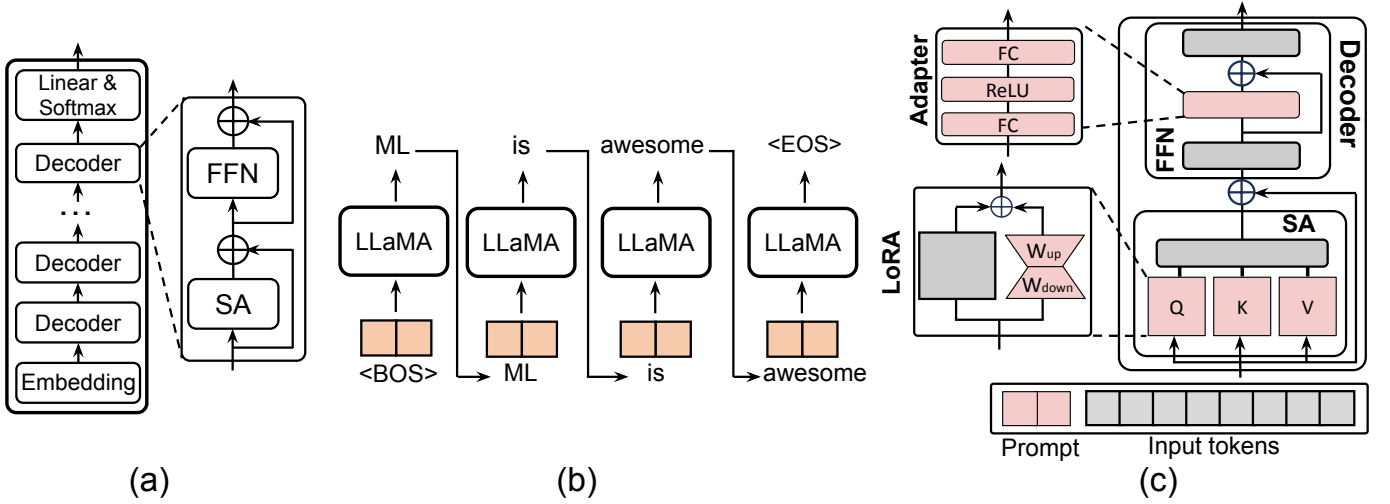 Linear &
Softmax
Decoder
...
Decoder
Decoder
Embedding
FFN
SA
(a)
ML
is
awesome
<EOS>
LLaMA
LLaMA
LLaMA
LLaMA
<BOS>
ML
is
awesome
(b)
Adapter
FC
ReLU
FC
LoRA
Wup
Wdown
Decoder
FFN
SA
Q
K
V
Prompt
Input tokens
(c)